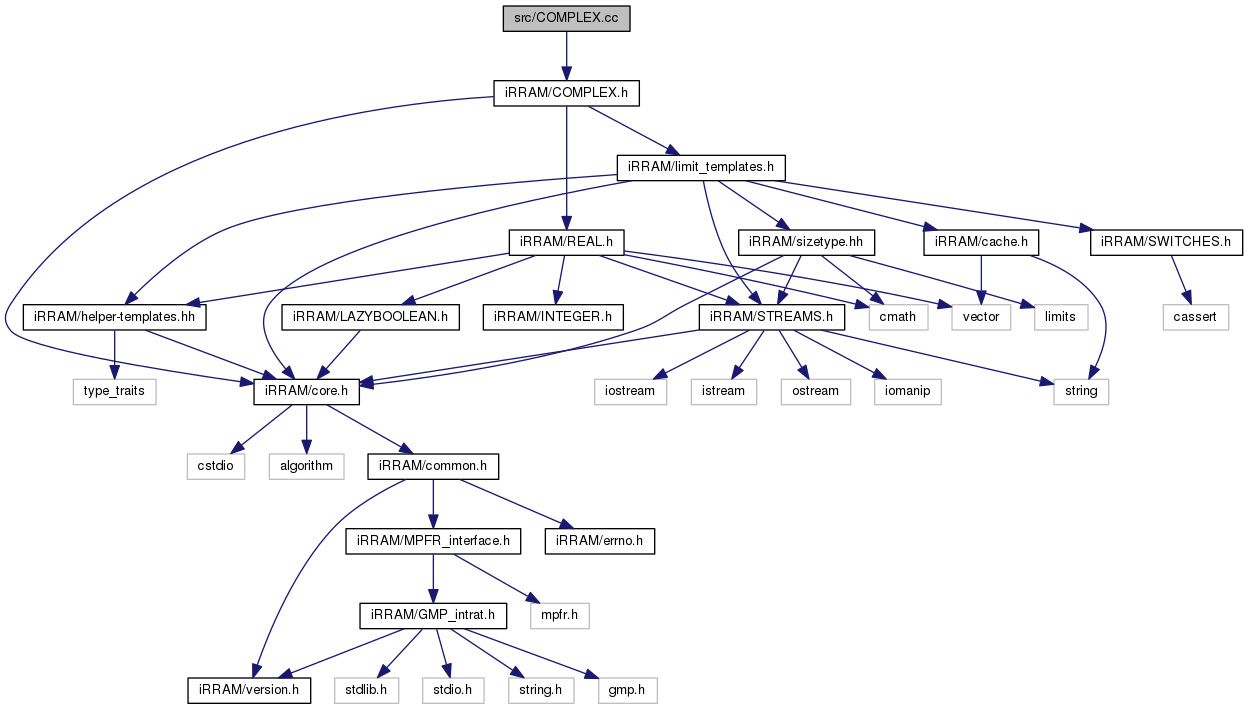 src/COMPLEX.cc
iRRAM/COMPLEX.h
iRRAM/limit_templates.h
iRRAM/REAL.h
iRRAM/sizetype.hh
iRRAM/cache.h
iRRAM/SWITCHES.h
iRRAM/helper-templates.hh
iRRAM/LAZYBOOLEAN.h
iRRAM/INTEGER.h
iRRAM/STREAMS.h
cmath
vector
limits
cassert
type_traits
iRRAM/core.h
iostream
istream
ostream
iomanip
string
cstdio
algorithm
iRRAM/common.h
iRRAM/MPFR_interface.h
iRRAM/errno.h
iRRAM/GMP_intrat.h
mpfr.h
iRRAM/version.h
stdlib.h
stdio.h
string.h
gmp.h